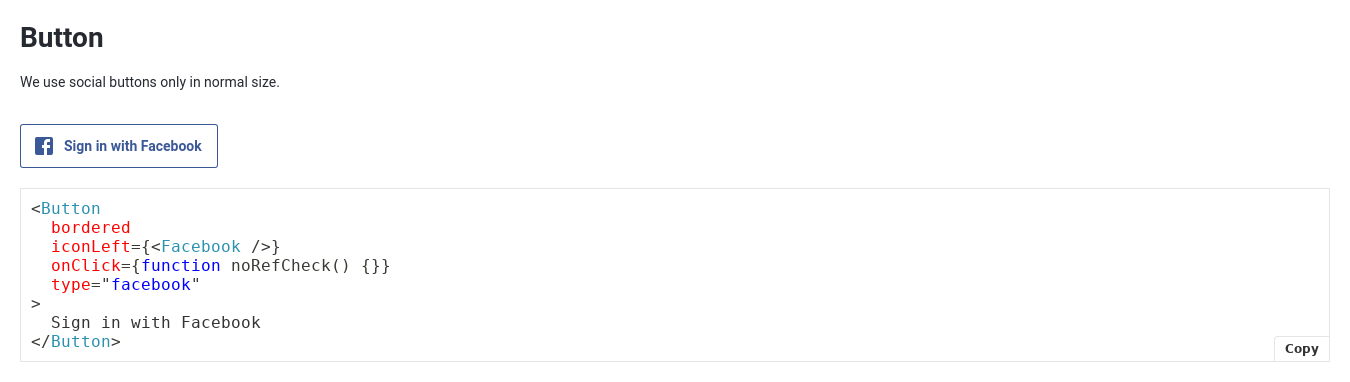 Button
We use social buttons only in normal size.
Sign in with Facebook
<Button
  bordered
  iconLeft={<Facebook />}
  onClick={function noRefCheck() {}}
  type="facebook"
>
  Sign in with Facebook
</Button>
Copy